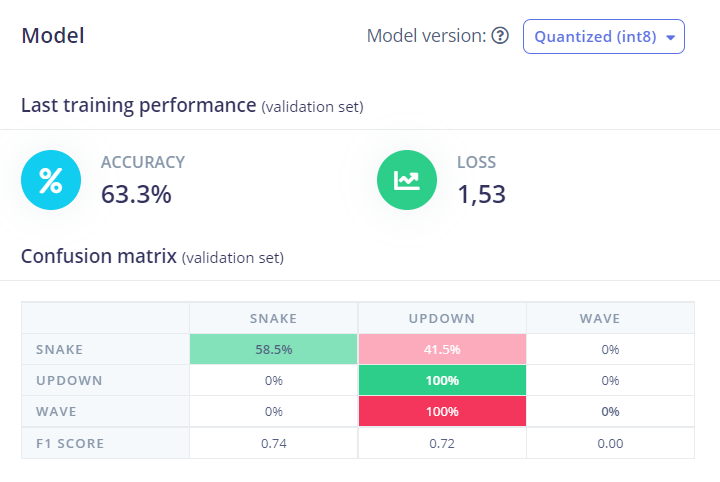 Model
Model version: Quantized (int8)
Last training performance (validation set)
ACCURACY
63.3%
LOSS
1,53
Confusion matrix (validation set)
SNAKE UPDOWN WAVE
SNAKE 58.5% 41.5% 0%
UPDOWN 0% 100% 0%
WAVE 0% 100% 0%
F1 SCORE 0.74 0.72 0.00